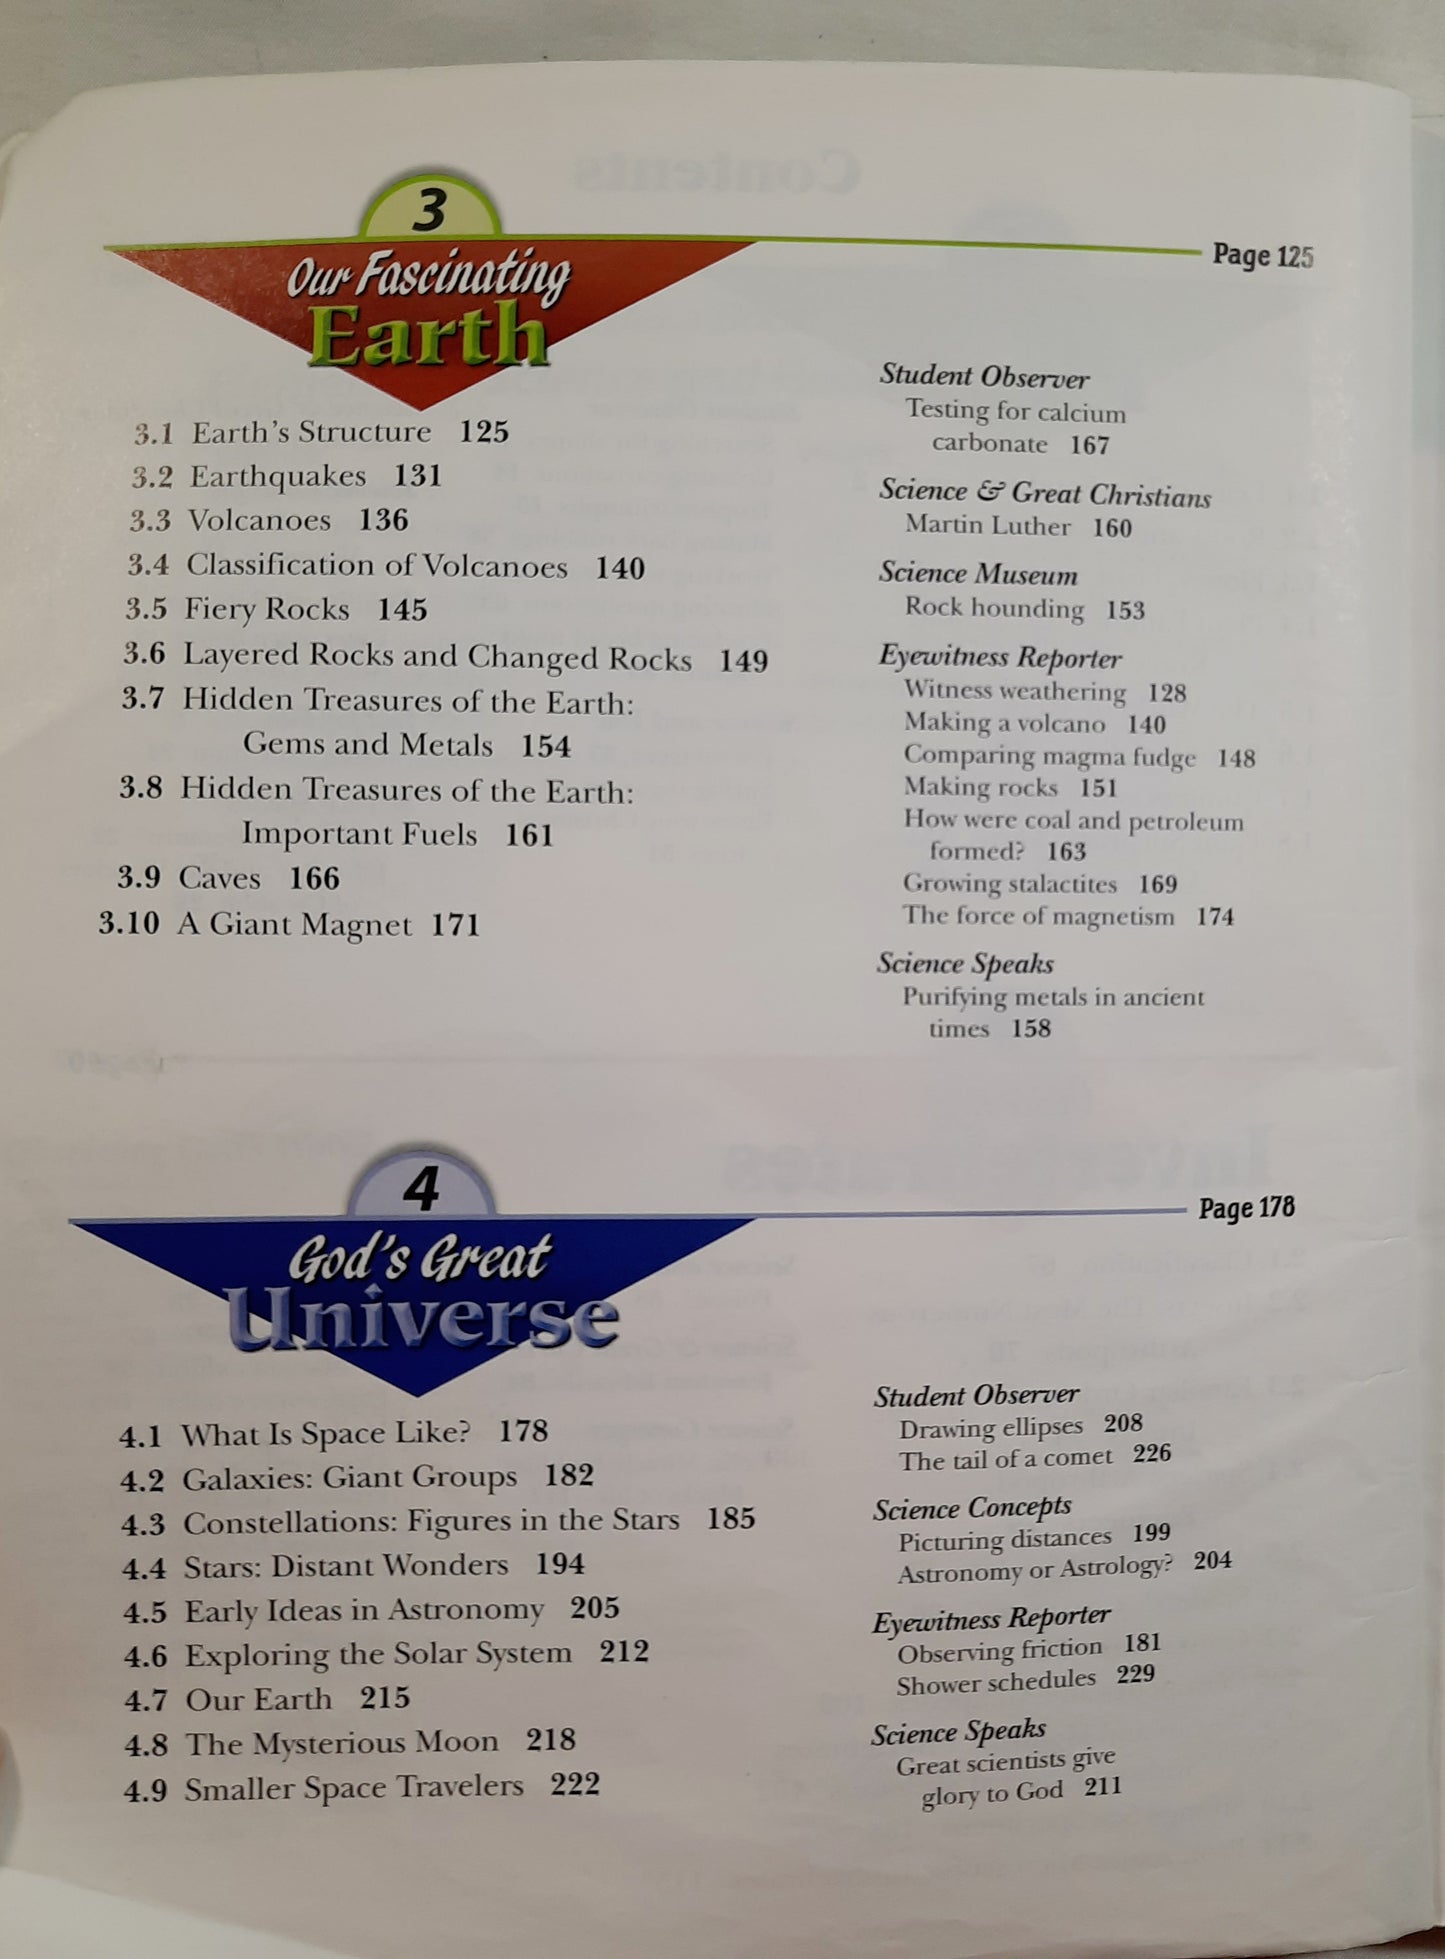 3
Our Fascinating
Earth
Page 125
3.1 Earth's Structure 125
3.2 Earthquakes 131
3.3 Volcanoes 136
3.4 Classification of Volcanoes 140
3.5 Fiery Rocks 145
3.6 Layered Rocks and Changed Rocks 149
3.7 Hidden Treasures of the Earth:
Gems and Metals 154
3.8 Hidden Treasures of the Earth:
Important Fuels 161
3.9 Caves 166
3.10 A Giant Magnet 171
Student Observer
Testing for calcium
carbonate 167
Science & Great Christians
Martin Luther 160
Science Museum
Rock hounding 153
Eyewitness Reporter
Witness weathering 128
Making a volcano 140
Comparing magma fudge 148
Making rocks 151
How were coal and petroleum
formed? 163
Growing stalactites 169
The force of magnetism 174
Science Speaks
Purifying metals in ancient
times 158
4
God's Great
Universe
Page 178
4.1 What Is Space Like? 178
4.2 Galaxies: Giant Groups 182
4.3 Constellations: Figures in the Stars 185
4.4 Stars: Distant Wonders 194
4.5 Early Ideas in Astronomy 205
4.6 Exploring the Solar System 212
4.7 Our Earth 215
4.8 The Mysterious Moon 218
4.9 Smaller Space Travelers 222
Student Observer
Drawing ellipses 208
The tail of a comet 226
Science Concepts
Picturing distances 199
Astronomy or Astrology? 204
Eyewitness Reporter
Observing friction 181
Shower schedules 229
Science Speaks
Great scientists give
glory to God 211